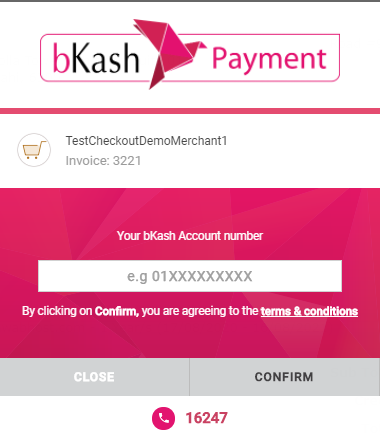 bKash Payment
TestCheckoutDemoMerchant1
Invoice: 3221
Your bKash Account number
e.g 01XXXXXXXXX
By clicking on Confirm, you are agreeing to the terms & conditions
CLOSE CONFIRM
16247